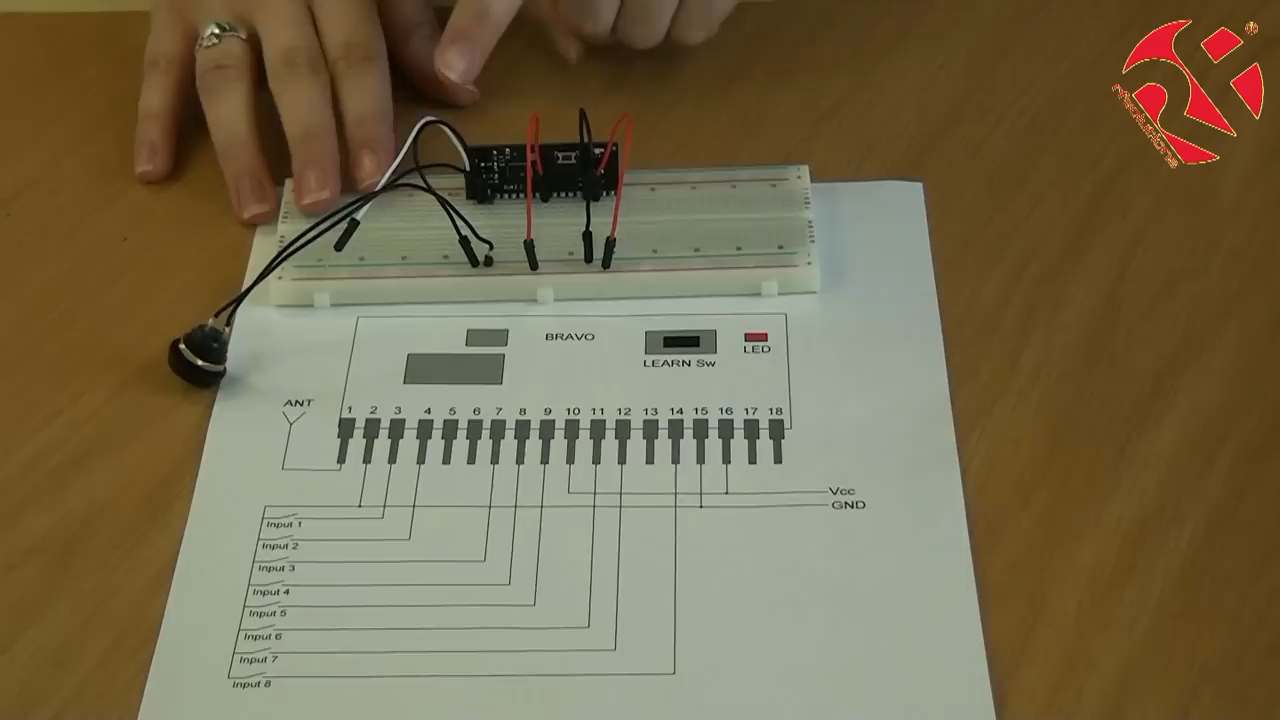 R
rfsolutions
®
BRAVO
LEARN Sw
LED
ANT
1 2 3 4 5 6 7 8 9 10 11 12 13 14 15 16 17 18
Vcc
GND
Input 1
Input 2
Input 3
Input 4
Input 5
Input 6
Input 7
Input 8